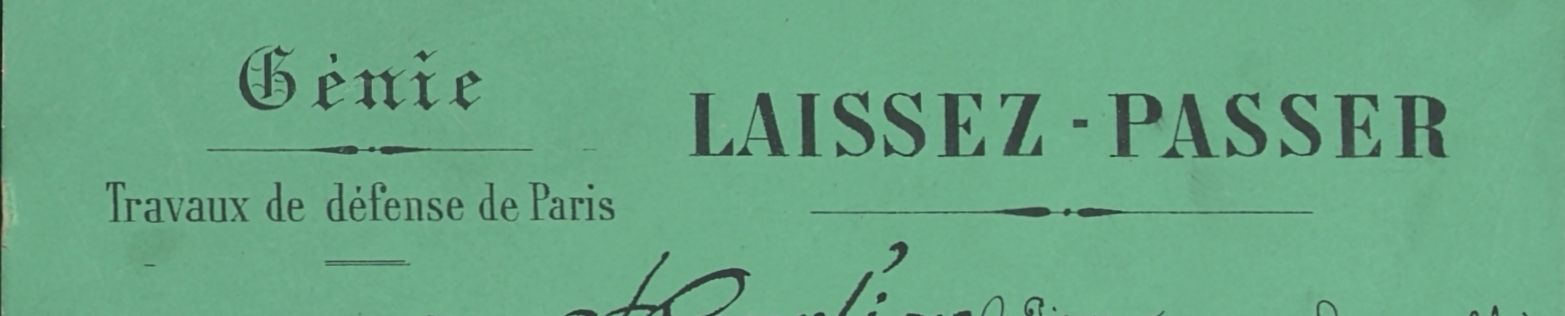 Génie
LAISSEZ-PASSER
Travaux de défense de Paris